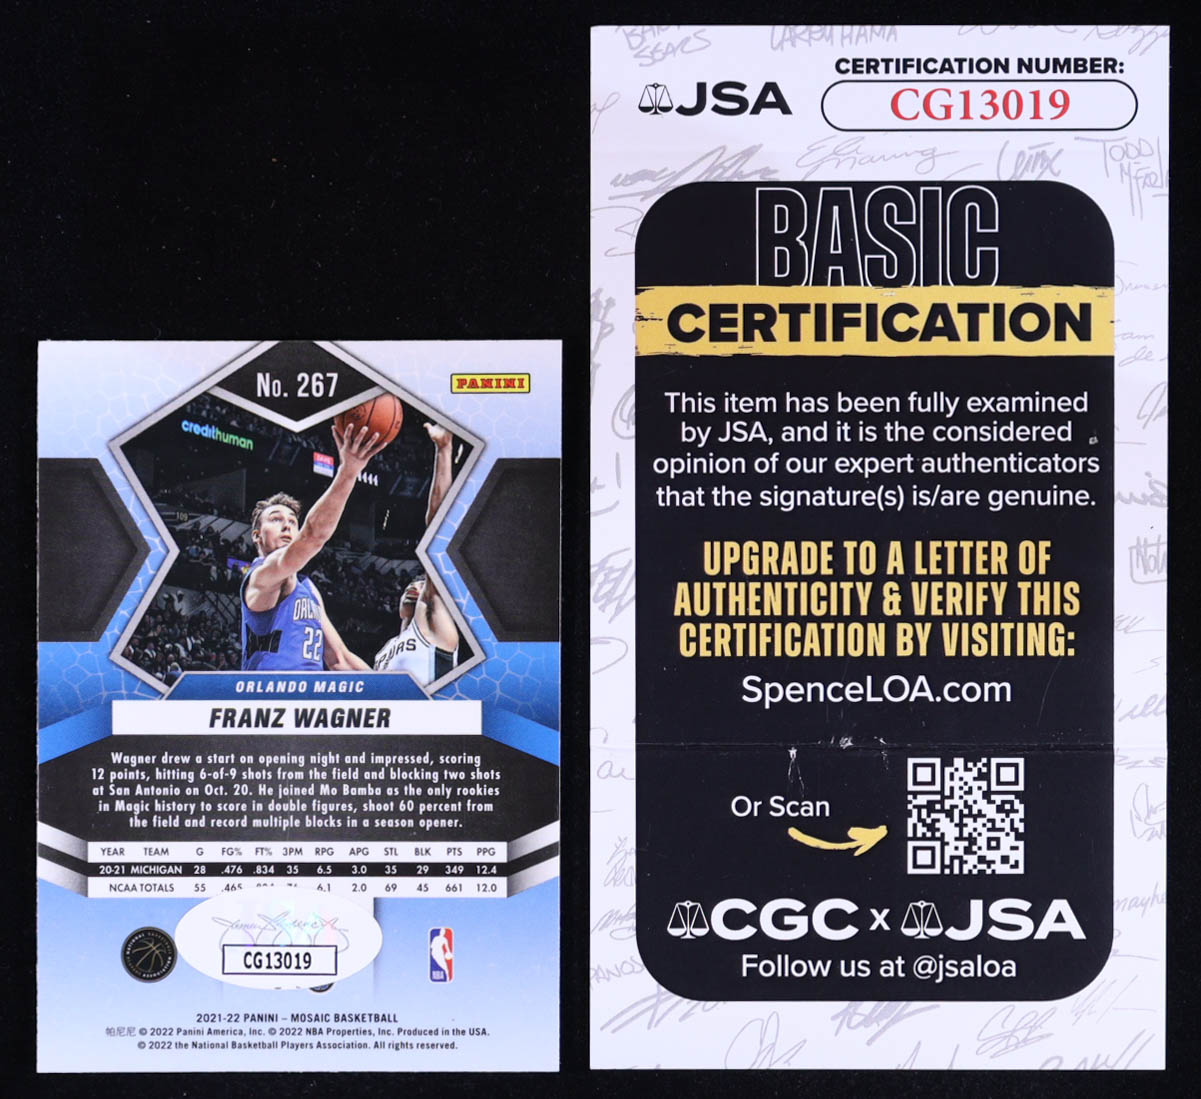 No. 267
PANINI
credithuman
109
ORLANDO
22
SPURS
ORLANDO MAGIC
FRANZ WAGNER
Wagner drew a start on opening night and impressed, scoring
12 points, hitting 6-of-9 shots from the field and blocking two shots
at San Antonio on Oct. 20. He joined Mo Bamba as the only rookies
in Magic history to score in double figures, shoot 60 percent from
the field and record multiple blocks in a season opener.
YEAR TEAM G FG% FT% 3PM RPG APG STL BLK PTS PPG
20-21 MICHIGAN 28 .476 .834 35 6.5 3.0 35 29 349 12.4
NCAA TOTALS 55 .465 6.1 2.0 69 45 661 12.0
CG13019
NBA
2021-22 PANINI – MOSAIC BASKETBALL
帕尼尼 © 2022 Panini America, Inc. © 2022 NBA Properties, Inc. Produced in the USA.
© 2022 the National Basketball Players Association. All rights reserved.
JSA
CERTIFICATION NUMBER:
CG13019
BASIC
CERTIFICATION
This item has been fully examined
by JSA, and it is the considered
opinion of our expert authenticators
that the signature(s) is/are genuine.
UPGRADE TO A LETTER OF
AUTHENTICITY & VERIFY THIS
CERTIFICATION BY VISITING:
SpenceLOA.com
Or Scan
CGC x JSA
Follow us at @jsaloa